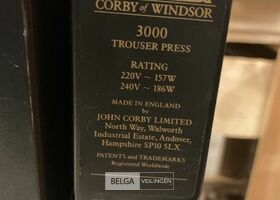 CORBY of WINDSOR
3000
TROUSER PRESS
RATING
220V ~ 157W
240V ~ 186W
MADE IN ENGLAND
by
JOHN CORBY LIMITED
North Way, Walworth
Industrial Estate, Andover,
Hampshire SP10 5LX.
PATENTS and TRADEMARKS
Registered Worldwide
BELGA VEILINGEN